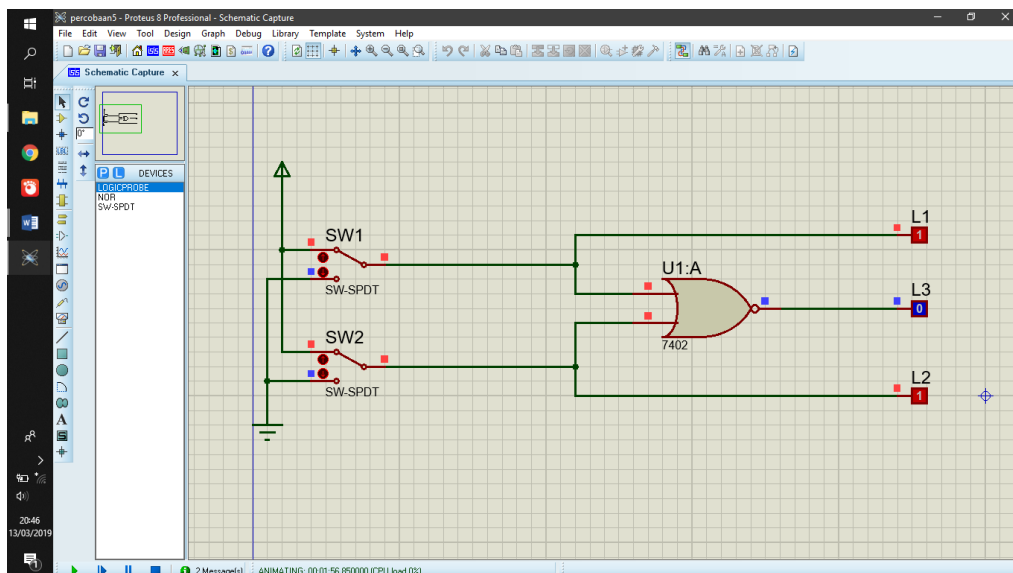 percobaan5 - Proteus 8 Professional - Schematic Capture
File Edit View Tool Design Graph Debug Library Template System Help
Schematic Capture x
0°
P L DEVICES
LOGICPROBE
NOR
SW-SPDT
SW1
SW-SPDT
SW2
SW-SPDT
U1:A
7402
L1
1
L3
0
L2
1
20:46
13/03/2019
2 Message(s) ANIMATING: 00:01:56.850000 (CPU load 0%)